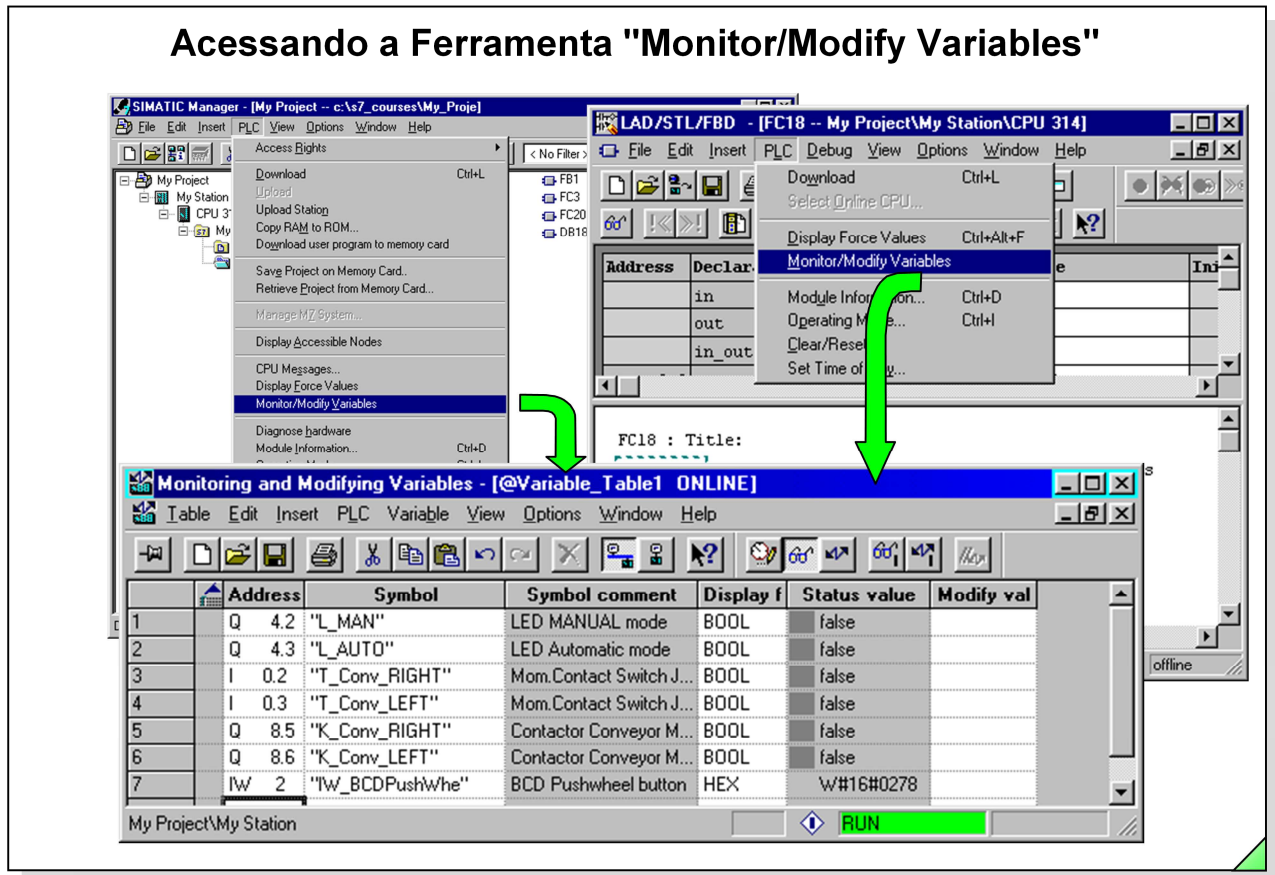 Acessando a Ferramenta "Monitor/Modify Variables"
SIMATIC Manager - [My Project -- c:\s7_courses\My_Proje]
File Edit Insert PLC View Options Window Help
< No Filter >
My Project
My Station
CPU 3
My
FB1
FC3
FC20
DB18
Access Rights
Download Ctrl+L
Upload
Upload Station
Copy RAM to ROM...
Download user program to memory card
Save Project on Memory Card..
Retrieve Project from Memory Card...
Manage M7 System...
Display Accessible Nodes
CPU Messages...
Display Force Values
Monitor/Modify Variables
Diagnose hardware
Module Information... Ctrl+D
LAD/STL/FBD - [FC18 -- My Project\My Station\CPU 314]
File Edit Insert PLC Debug View Options Window Help
Download Ctrl+L
Select Online CPU...
Display Force Values Ctrl+Alt+F
Monitor/Modify Variables
Module Information... Ctrl+D
Operating M e... Ctrl+I
Clear/Reset
Set Time of y...
Address Declar e Ini
in
out
in_out
FC18 : Title:
s
offline
Monitoring and Modifying Variables - [@Variable_Table1 ONLINE]
Table Edit Insert PLC Variable View Options Window Help
Address Symbol Symbol comment Display f Status value Modify val
1 Q 4.2 "L_MAN" LED MANUAL mode BOOL false
2 Q 4.3 "L_AUTO" LED Automatic mode BOOL false
3 I 0.2 "T_Conv_RIGHT" Mom.Contact Switch J... BOOL false
4 I 0.3 "T_Conv_LEFT" Mom.Contact Switch J... BOOL false
5 Q 8.5 "K_Conv_RIGHT" Contactor Conveyor M... BOOL false
6 Q 8.6 "K_Conv_LEFT" Contactor Conveyor M... BOOL false
7 IW 2 "IW_BCDPushWhe" BCD Pushwheel button HEX W#16#0278
My Project\My Station RUN